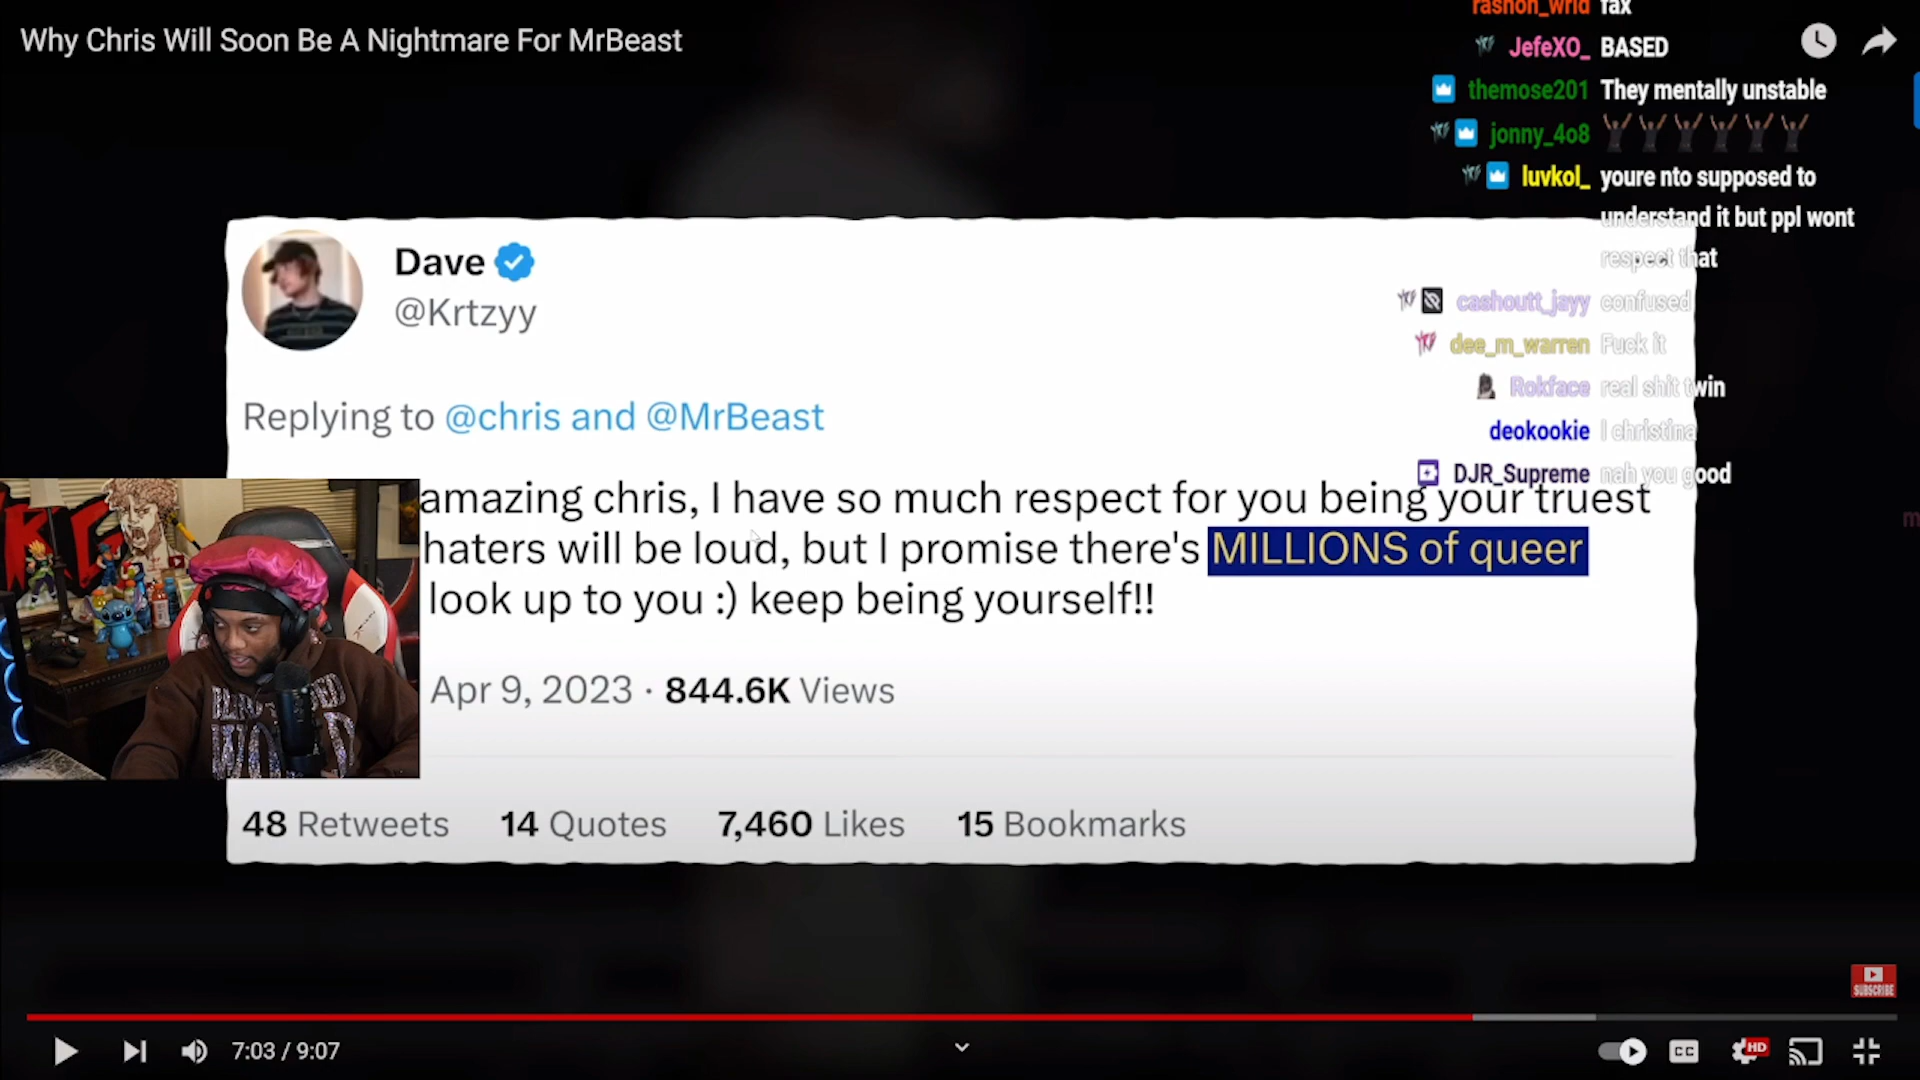 Why Chris Will Soon Be A Nightmare For MrBeast
rashon_wrld fax
JefeXO_ BASED
themose201 They mentally unstable
jonny_4o8
luvkol_ youre nto supposed to
understand it but ppl wont
respect that
cashoutt_jayy confused
dee_m_warren Fuck it
Rokface real shit twin
deokookie I christina
DJR_Supreme nah you good
Dave
@Krtzyy
Replying to @chris and @MrBeast
amazing chris, I have so much respect for you being your truest
haters will be loud, but I promise there's MILLIONS of queer
look up to you :) keep being yourself!!
Apr 9, 2023 · 844.6K Views
48 Retweets 14 Quotes 7,460 Likes 15 Bookmarks
SUBSCRIBE
7:03 / 9:07
CC
HD